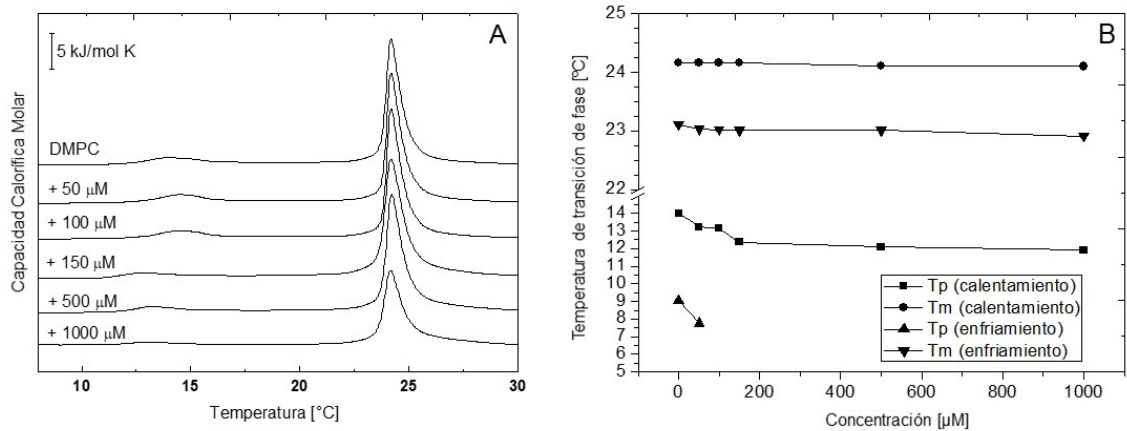 A
5 kJ/mol K
Capacidad Calorífica Molar
DMPC
+ 50 μM
+ 100 μM
+ 150 μM
+ 500 μM
+ 1000 μM
10 15 20 25 30
Temperatura [°C]
B
Temperatura de transición de fase [ºC]
25
24
23
22
14
13
12
11
10
9
8
7
6
5
Tp (calentamiento)
Tm (calentamiento)
Tp (enfriamiento)
Tm (enfriamiento)
0 200 400 600 800 1000
Concentración [μM]